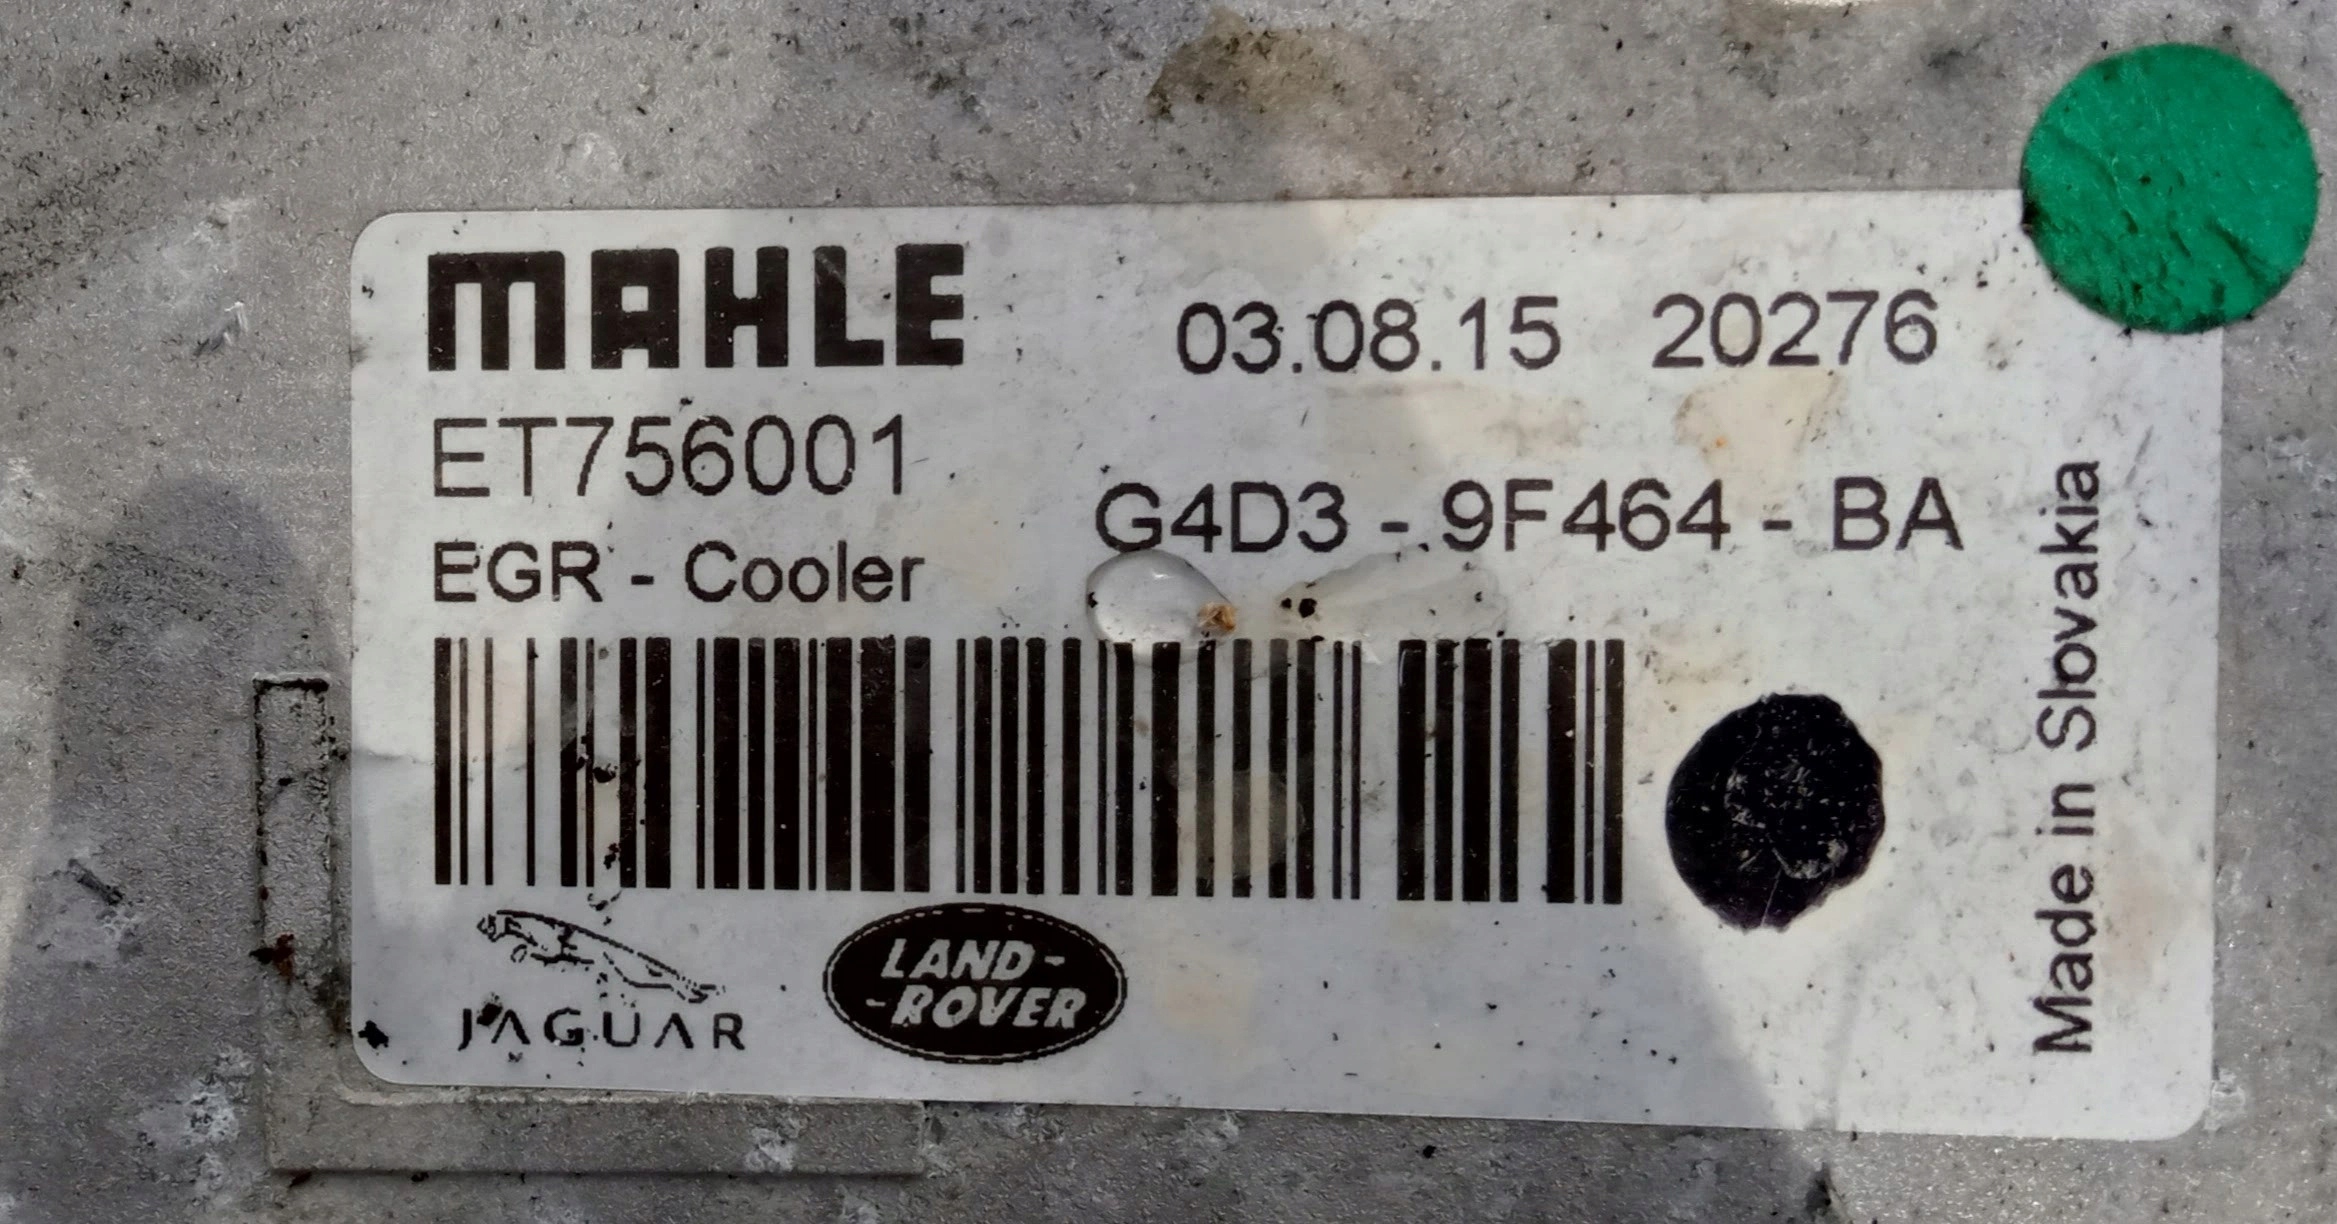 MAHLE
03.08.15 20276
ET756001
G4D3 - 9F464 - BA
EGR - Cooler
JAGUAR
LAND-
-ROVER
Made in Slovakia